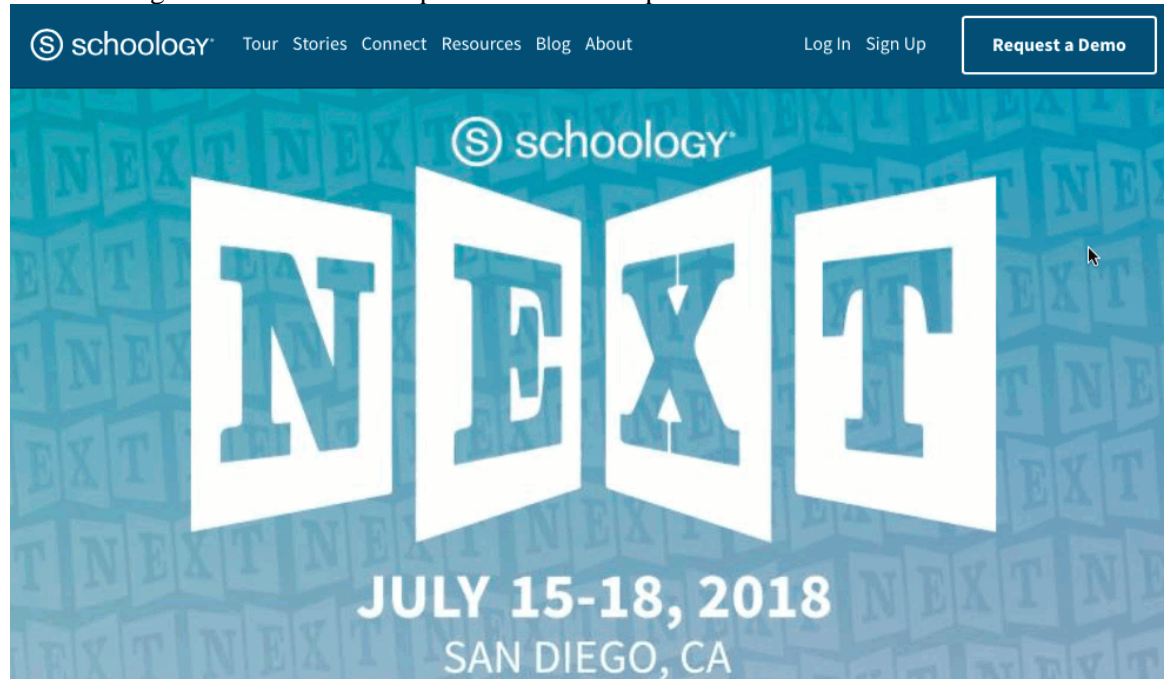 schoology Tour Stories Connect Resources Blog About Log In Sign Up Request a Demo
schoology
NEXT
JULY 15-18, 2018
SAN DIEGO, CA